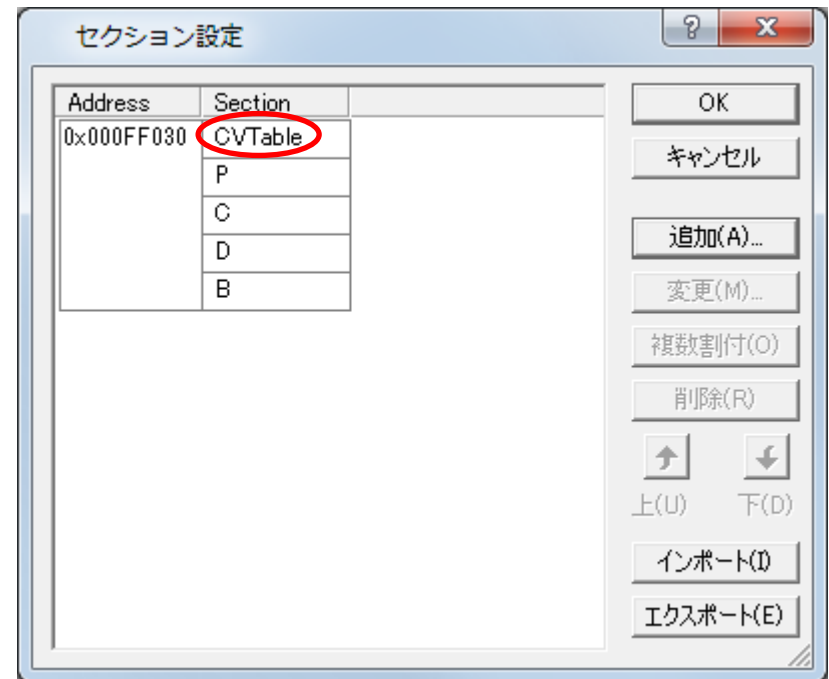 セクション設定
Address Section
0x000FF030 CVTable
P
C
D
B
OK
キャンセル
追加(A)...
変更(M)...
複数割付(O)
削除(R)
上(U) 下(D)
インポート(I)
エクスポート(E)